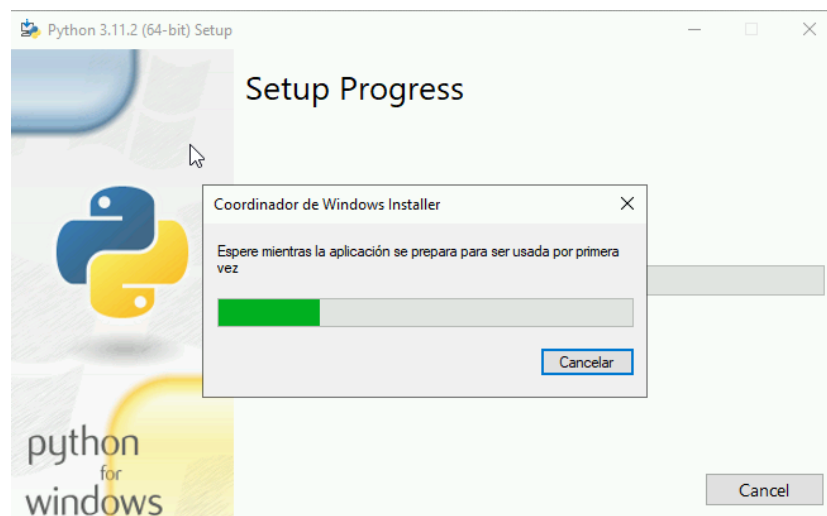 Python 3.11.2 (64-bit) Setup
Setup Progress
Coordinador de Windows Installer
Espere mientras la aplicación se prepara para ser usada por primera
vez
Cancelar
python
for
windows
Cancel